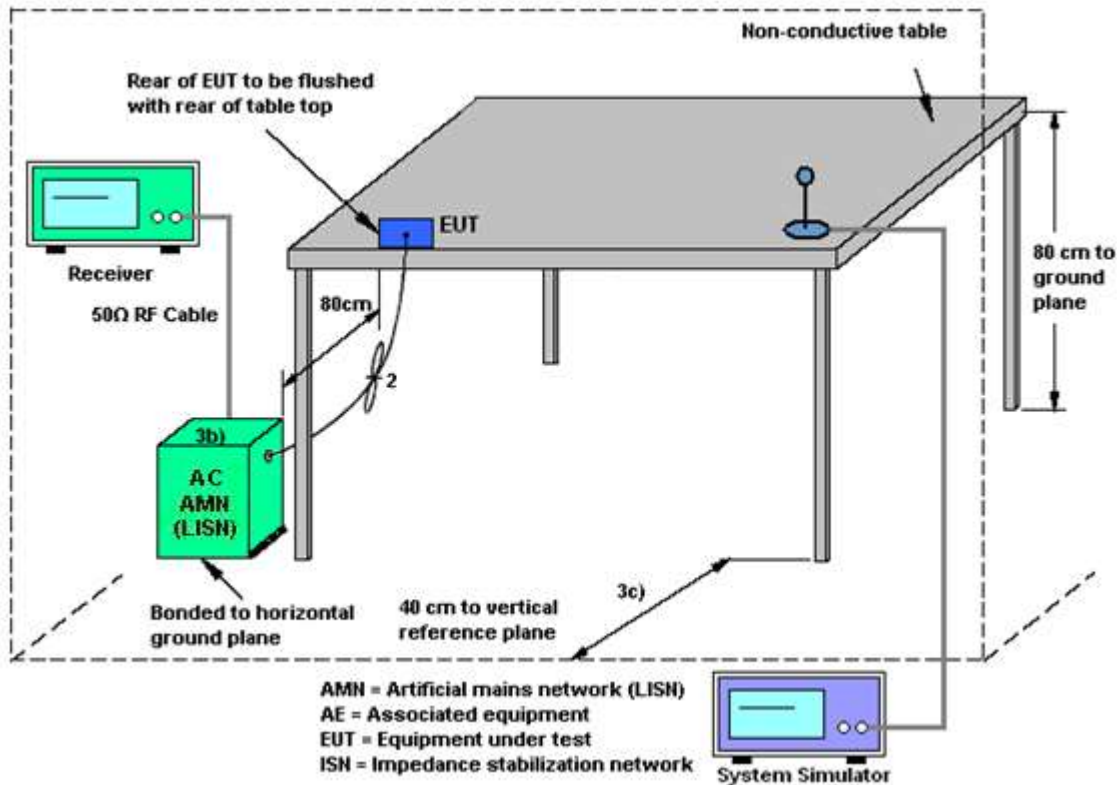 Non-conductive table
Rear of EUT to be flushed
with rear of table top
EUT
Receiver
80 cm to
ground
plane
80cm
50Ω RF Cable
2
3b)
AC
AMN
(LISN)
3c)
Bonded to horizontal
ground plane
40 cm to vertical
reference plane
AMN = Artificial mains network (LISN)
AE = Associated equipment
EUT = Equipment under test
ISN = Impedance stabilization network
System Simulator